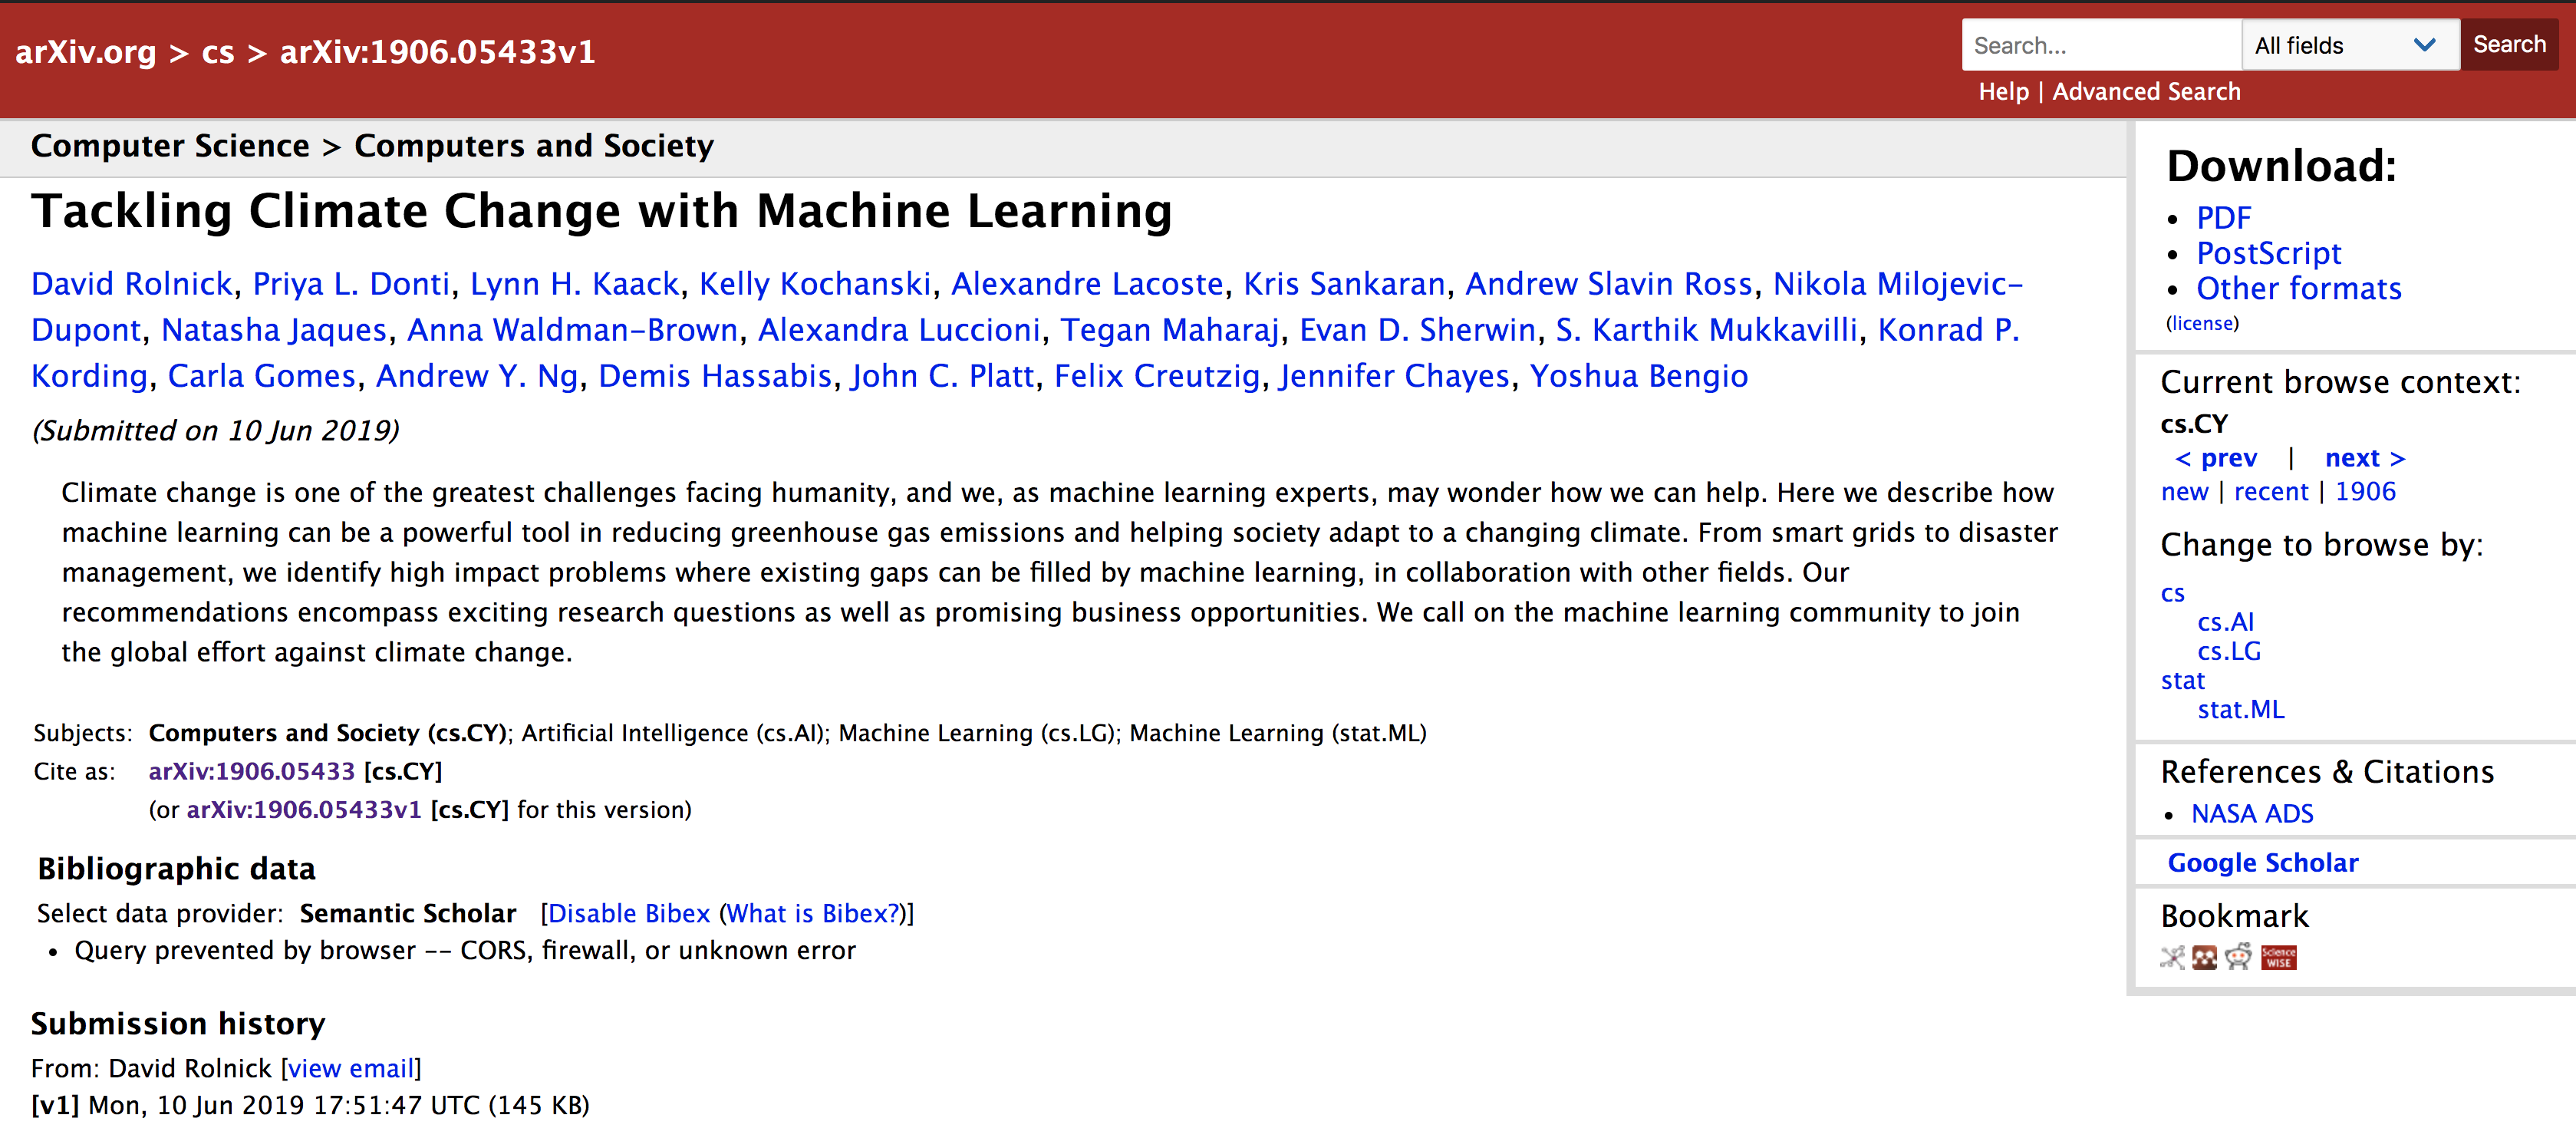 arXiv.org > cs > arXiv:1906.05433v1
Search...
All fields
Search
Help | Advanced Search
Computer Science > Computers and Society
Tackling Climate Change with Machine Learning
David Rolnick, Priya L. Donti, Lynn H. Kaack, Kelly Kochanski, Alexandre Lacoste, Kris Sankaran, Andrew Slavin Ross, Nikola Milojevic-
Dupont, Natasha Jaques, Anna Waldman-Brown, Alexandra Luccioni, Tegan Maharaj, Evan D. Sherwin, S. Karthik Mukkavilli, Konrad P.
Kording, Carla Gomes, Andrew Y. Ng, Demis Hassabis, John C. Platt, Felix Creutzig, Jennifer Chayes, Yoshua Bengio
(Submitted on 10 Jun 2019)
Climate change is one of the greatest challenges facing humanity, and we, as machine learning experts, may wonder how we can help. Here we describe how
machine learning can be a powerful tool in reducing greenhouse gas emissions and helping society adapt to a changing climate. From smart grids to disaster
management, we identify high impact problems where existing gaps can be filled by machine learning, in collaboration with other fields. Our
recommendations encompass exciting research questions as well as promising business opportunities. We call on the machine learning community to join
the global effort against climate change.
Subjects: Computers and Society (cs.CY); Artificial Intelligence (cs.AI); Machine Learning (cs.LG); Machine Learning (stat.ML)
Cite as: arXiv:1906.05433 [cs.CY]
(or arXiv:1906.05433v1 [cs.CY] for this version)
Bibliographic data
Select data provider: Semantic Scholar [Disable Bibex (What is Bibex?)]
• Query prevented by browser -- CORS, firewall, or unknown error
Submission history
From: David Rolnick [view email]
[v1] Mon, 10 Jun 2019 17:51:47 UTC (145 KB)
Download:
• PDF
• PostScript
• Other formats
(license)
Current browse context:
cs.CY
< prev | next >
new | recent | 1906
Change to browse by:
cs
cs.AI
cs.LG
stat
stat.ML
References & Citations
• NASA ADS
Google Scholar
Bookmark
Science
WISE